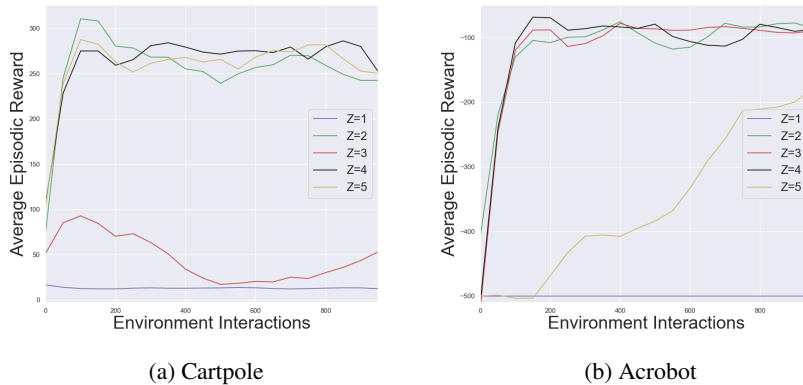 300
250
200
150
100
50
0
Average Episodic Reward
Z=1
Z=2
Z=3
Z=4
Z=5
0
200
400
600
800
Environment Interactions
(a) Cartpole
−100
−200
−300
−400
−500
Average Episodic Reward
Z=1
Z=2
Z=3
Z=4
Z=5
0
200
400
600
800
Environment Interactions
(b) Acrobot